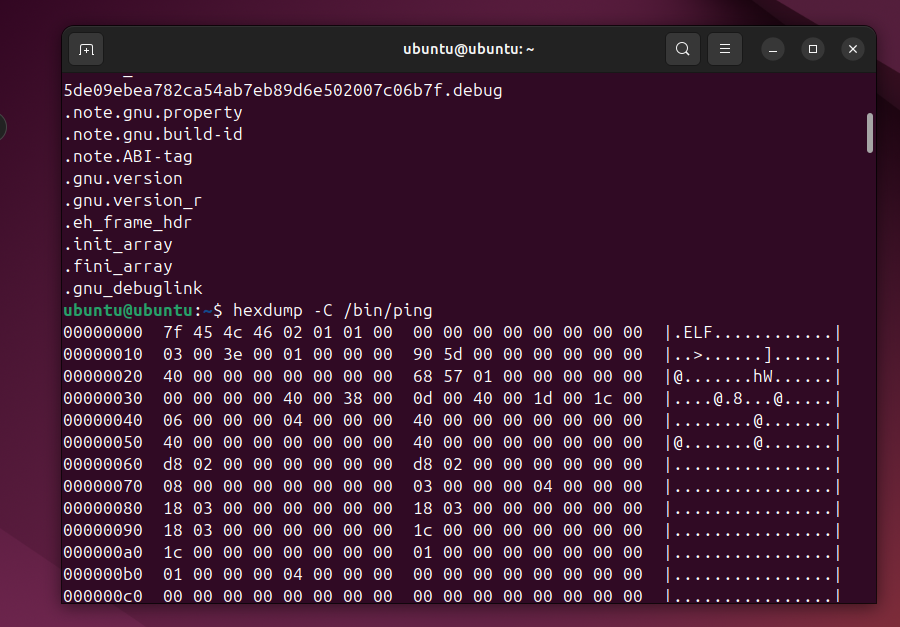 ubuntu@ubuntu: ~
5de09ebea782ca54ab7eb89d6e502007c06b7f.debug
.note.gnu.property
.note.gnu.build-id
.note.ABI-tag
.gnu.version
.gnu.version_r
.eh_frame_hdr
.init_array
.fini_array
.gnu_debuglink
ubuntu@ubuntu:~$ hexdump -C /bin/ping
00000000  7f 45 4c 46 02 01 01 00  00 00 00 00 00 00 00 00  |.ELF............|
00000010  03 00 3e 00 01 00 00 00  90 5d 00 00 00 00 00 00  |..>......]......|
00000020  40 00 00 00 00 00 00 00  68 57 01 00 00 00 00 00  |@.......hW......|
00000030  00 00 00 00 40 00 38 00  0d 00 40 00 1d 00 1c 00  |....@.8...@.....|
00000040  06 00 00 00 04 00 00 00  40 00 00 00 00 00 00 00  |........@.......|
00000050  40 00 00 00 00 00 00 00  40 00 00 00 00 00 00 00  |@.......@.......|
00000060  d8 02 00 00 00 00 00 00  d8 02 00 00 00 00 00 00  |................|
00000070  08 00 00 00 00 00 00 00  03 00 00 00 04 00 00 00  |................|
00000080  18 03 00 00 00 00 00 00  18 03 00 00 00 00 00 00  |................|
00000090  18 03 00 00 00 00 00 00  1c 00 00 00 00 00 00 00  |................|
000000a0  1c 00 00 00 00 00 00 00  01 00 00 00 00 00 00 00  |................|
000000b0  01 00 00 00 04 00 00 00  00 00 00 00 00 00 00 00  |................|
000000c0  00 00 00 00 00 00 00 00  00 00 00 00 00 00 00 00  |................|